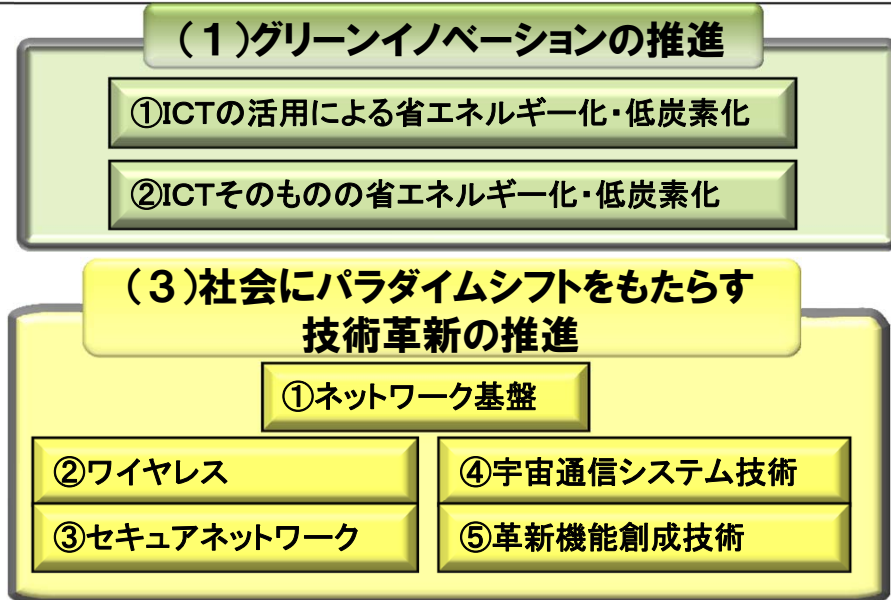 （１）グリーンイノベーションの推進
①ICTの活用による省エネルギー化・低炭素化
②ICTそのものの省エネルギー化・低炭素化
（３）社会にパラダイムシフトをもたらす
技術革新の推進
①ネットワーク基盤
②ワイヤレス
③セキュアネットワーク
④宇宙通信システム技術
⑤革新機能創成技術